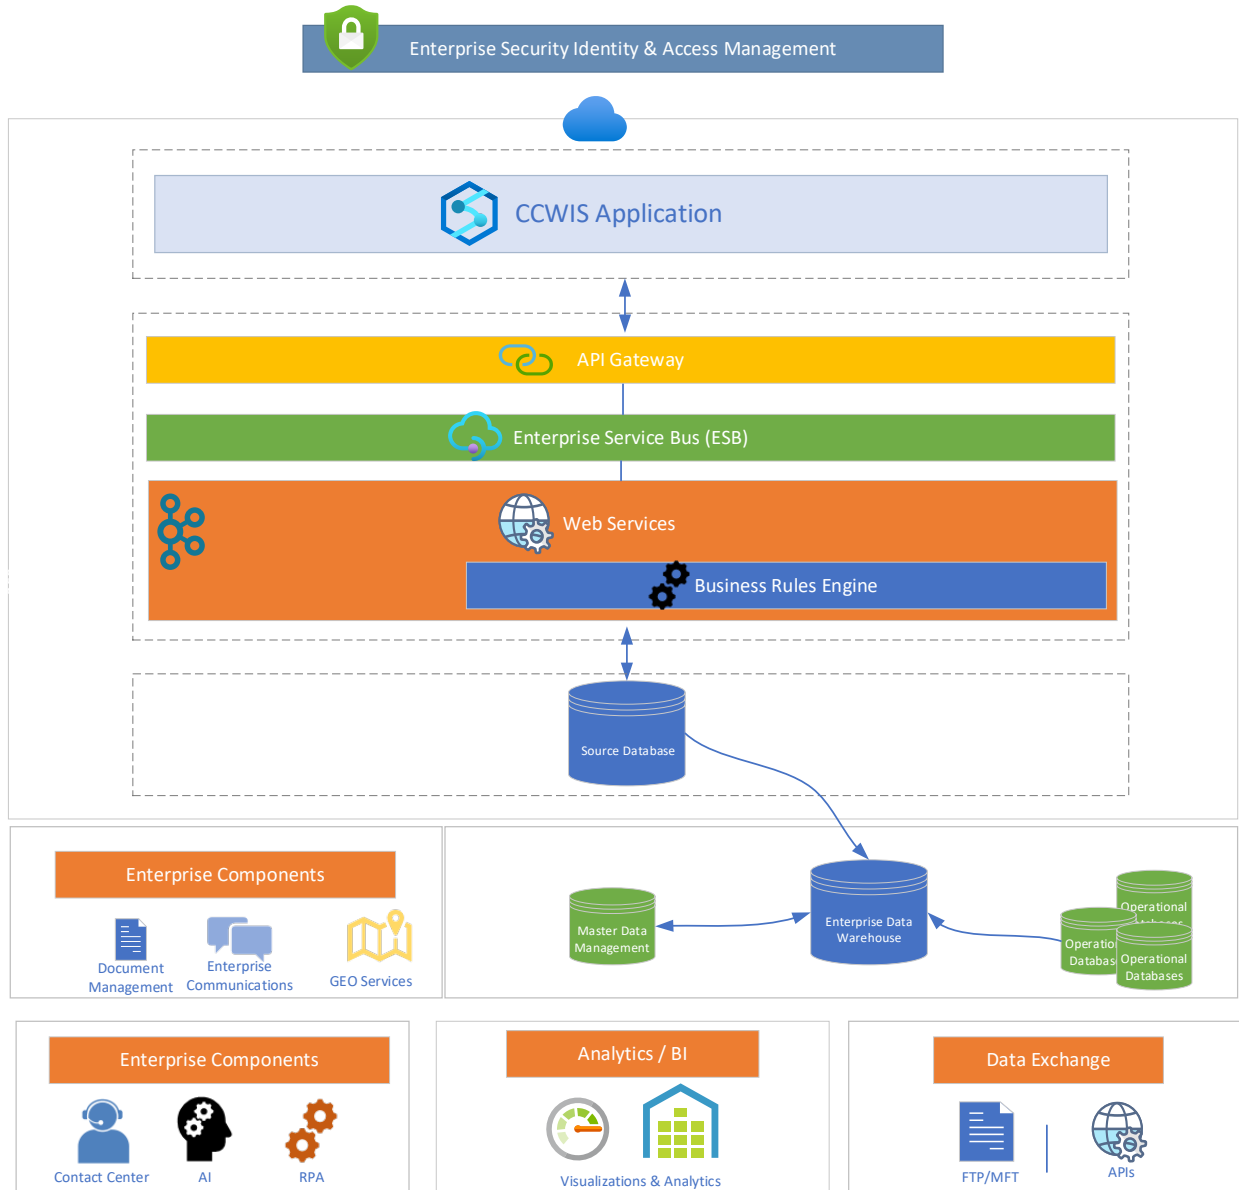 Enterprise Security Identity & Access Management
CCWIS Application
API Gateway
Enterprise Service Bus (ESB)
Web Services
Business Rules Engine
Source Database
Enterprise Components
Document
Management
Enterprise
Communications
GEO Services
Master Data
Management
Enterprise Data
Warehouse
Operational
Operational
Databases
Enterprise Components
Contact Center
AI
RPA
Analytics / BI
Visualizations & Analytics
Data Exchange
FTP/MFT
APIs